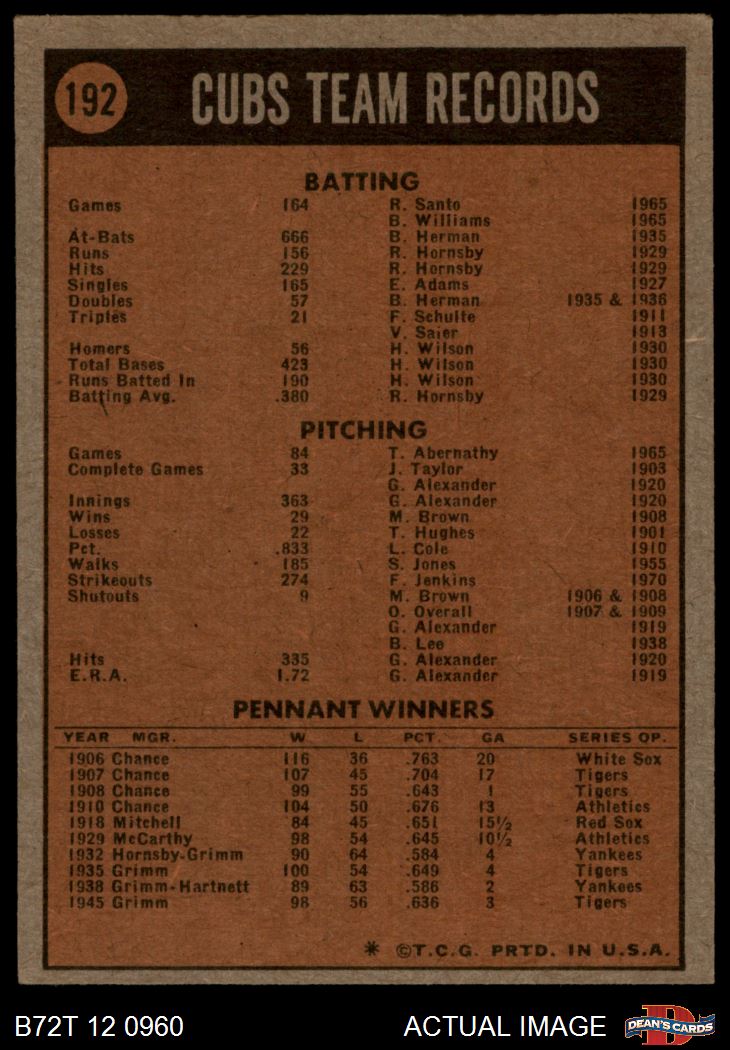 192 CUBS TEAM RECORDS
BATTING
Games 164 R. Santo 1965
B. Williams 1965
At-Bats 666 B. Herman 1935
Runs 156 R. Hornsby 1929
Hits 229 R. Hornsby 1929
Singles 165 E. Adams 1927
Doubles 57 B. Herman 1935 & 1936
Triples 21 F. Schulte 1911
V. Saier 1913
Homers 56 H. Wilson 1930
Total Bases 423 H. Wilson 1930
Runs Batted In 190 H. Wilson 1930
Batting Avg. .380 R. Hornsby 1929
PITCHING
Games 84 T. Abernathy 1965
Complete Games 33 J. Taylor 1903
G. Alexander 1920
Innings 363 G. Alexander 1920
Wins 29 M. Brown 1908
Losses 22 T. Hughes 1901
Pct. .833 L. Cole 1910
Walks 185 S. Jones 1955
Strikeouts 274 F. Jenkins 1970
Shutouts 9 M. Brown 1906 & 1908
O. Overall 1907 & 1909
G. Alexander 1919
B. Lee 1938
Hits 335 G. Alexander 1920
E.R.A. 1.72 G. Alexander 1919
PENNANT WINNERS
YEAR MGR. W L PCT. GA SERIES OP.
1906 Chance 116 36 .763 20 White Sox
1907 Chance 107 45 .704 17 Tigers
1908 Chance 99 55 .643 1 Tigers
1910 Chance 104 50 .676 13 Athletics
1918 Mitchell 84 45 .651 15½ Red Sox
1929 McCarthy 98 54 .645 10½ Athletics
1932 Hornsby-Grimm 90 64 .584 4 Yankees
1935 Grimm 100 54 .649 4 Tigers
1938 Grimm-Hartnett 89 63 .586 2 Yankees
1945 Grimm 98 56 .636 3 Tigers
* ©T.C.G. PRTD. IN U.S.A.
B72T 12 0960 ACTUAL IMAGE D DEAN'S CARDS